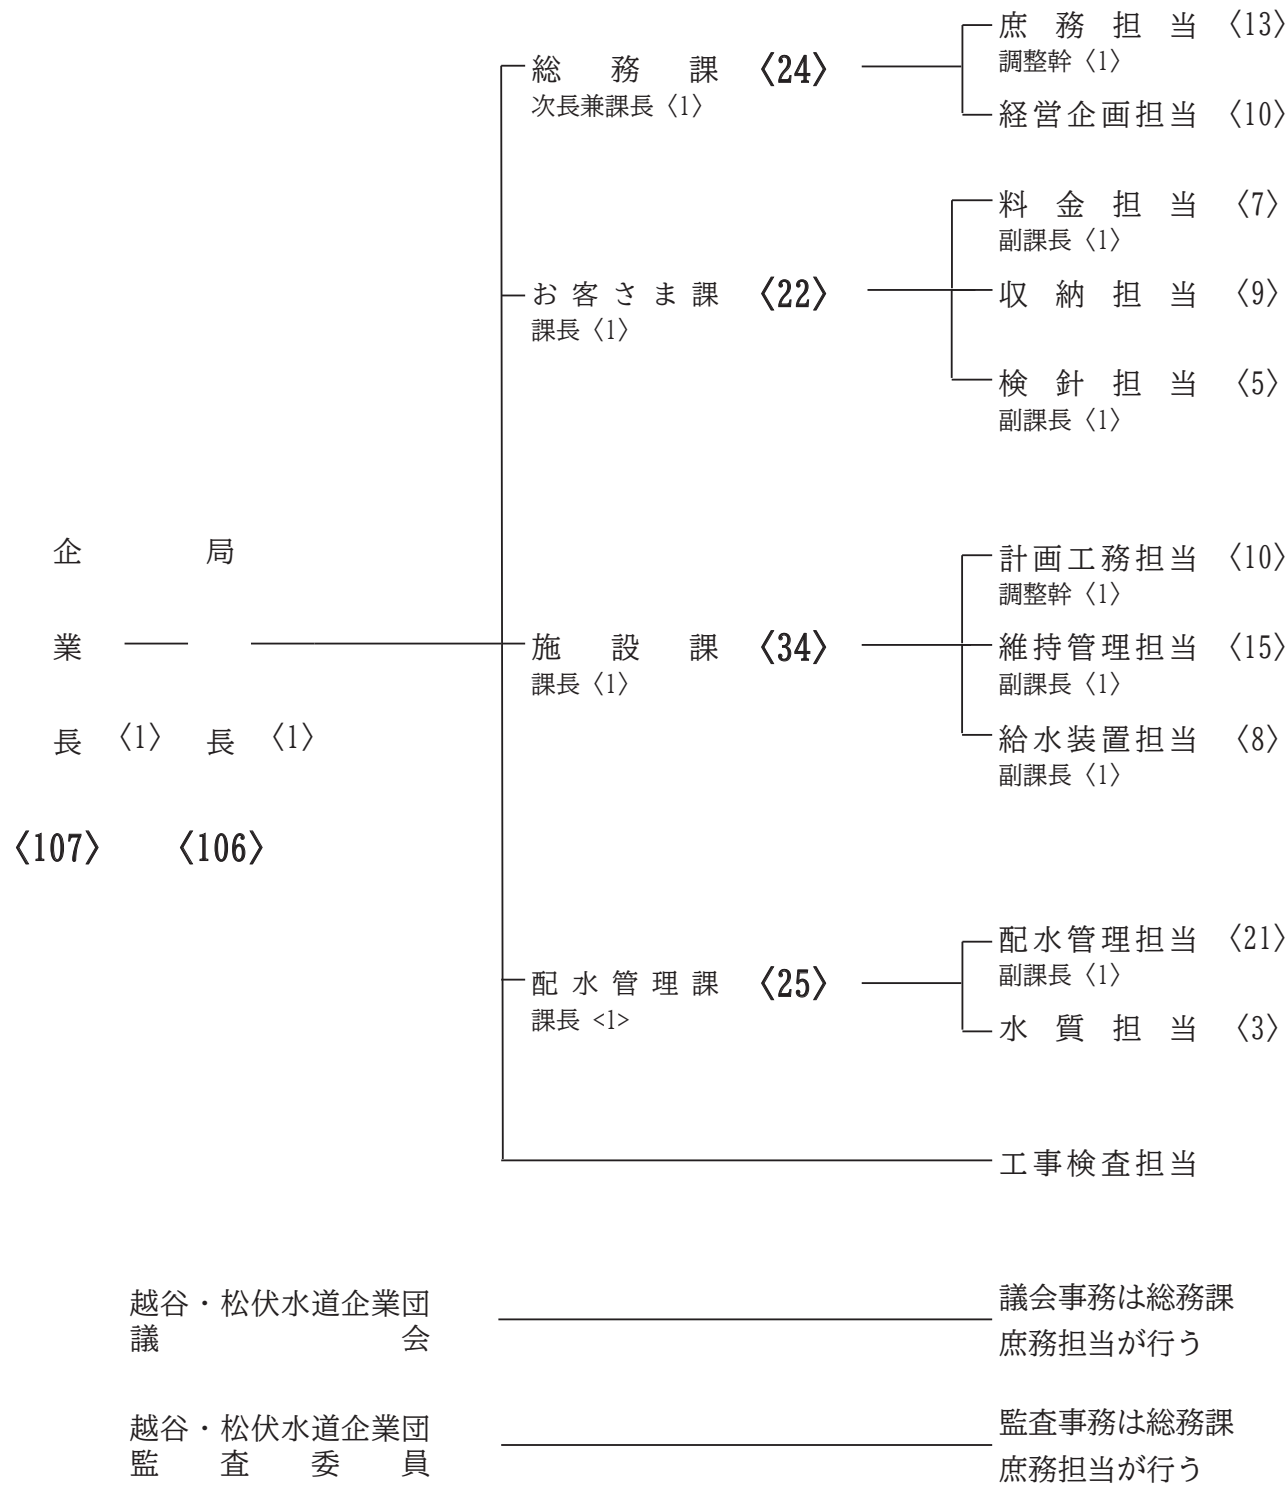 庶務担当 〈13〉
調整幹〈1〉
総務課 〈24〉
次長兼課長〈1〉
経営企画担当 〈10〉
料金担当 〈7〉
副課長〈1〉
お客さま課 〈22〉
課長〈1〉
収納担当 〈9〉
検針担当 〈5〉
副課長〈1〉
企業長 〈1〉
〈107〉
局長 〈1〉
〈106〉
計画工務担当 〈10〉
調整幹〈1〉
施設課 〈34〉
課長〈1〉
維持管理担当 〈15〉
副課長〈1〉
給水装置担当 〈8〉
副課長〈1〉
配水管理担当 〈21〉
副課長〈1〉
配水管理課 〈25〉
課長 <1>
水質担当 〈3〉
工事検査担当
越谷・松伏水道企業団
議会
議会事務は総務課
庶務担当が行う
越谷・松伏水道企業団
監査委員
監査事務は総務課
庶務担当が行う